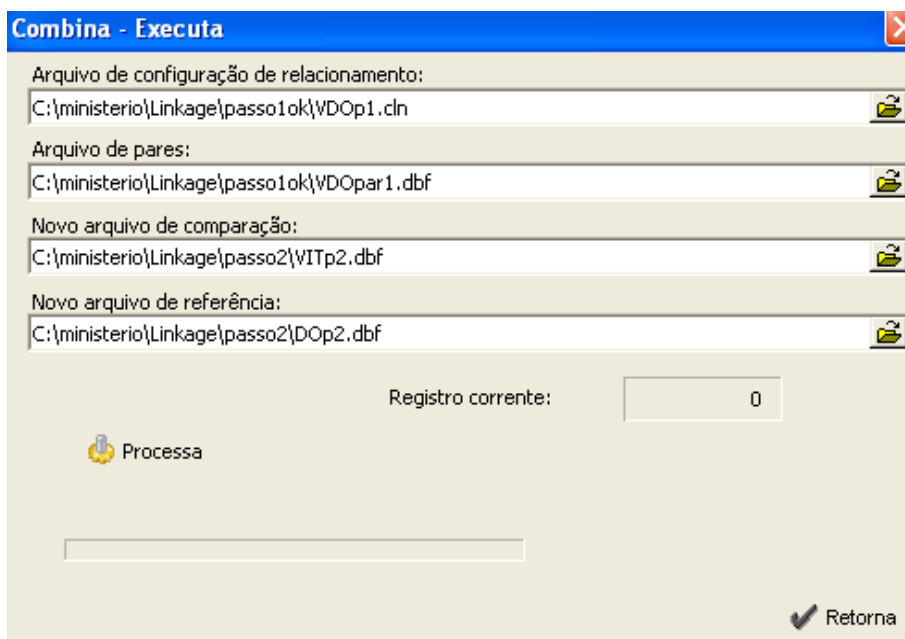 Combina - Executa
Arquivo de configuração de relacionamento:
C:\ministerio\Linkage\passo1ok\VDOp1.cln
Arquivo de pares:
C:\ministerio\Linkage\passo1ok\VDOpar1.dbf
Novo arquivo de comparação:
C:\ministerio\Linkage\passo2\VITp2.dbf
Novo arquivo de referência:
C:\ministerio\Linkage\passo2\DOp2.dbf
Registro corrente: 0
Processa
Retorna